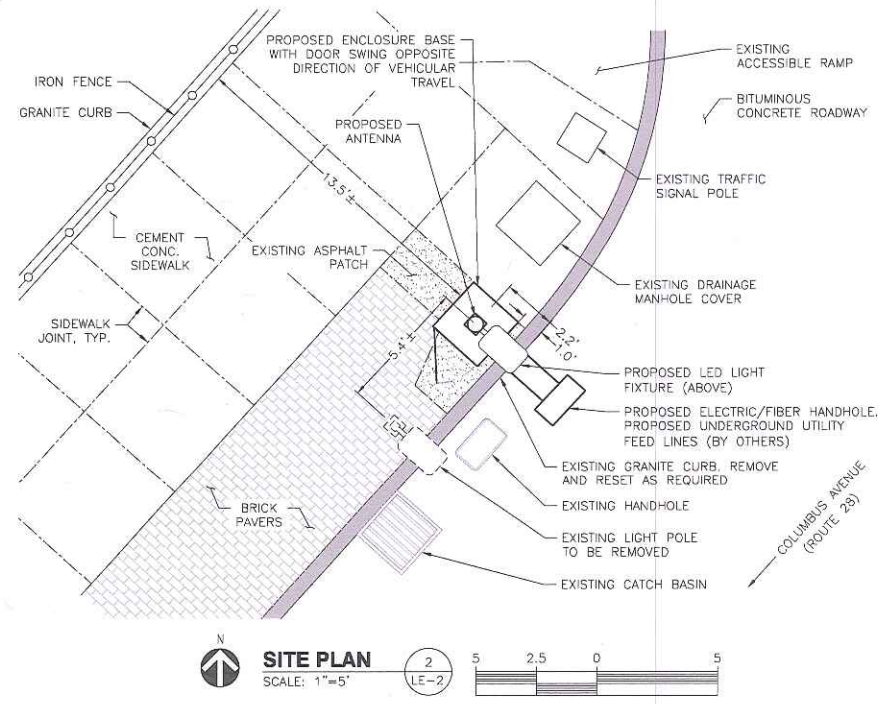 PROPOSED ENCLOSURE BASE
WITH DOOR SWING OPPOSITE
DIRECTION OF VEHICULAR
TRAVEL
EXISTING
ACCESSIBLE RAMP
IRON FENCE
GRANITE CURB
BITUMINOUS
CONCRETE ROADWAY
PROPOSED
ANTENNA
13.5'±
EXISTING TRAFFIC
SIGNAL POLE
CEMENT
CONC.
SIDEWALK
EXISTING ASPHALT
PATCH
EXISTING DRAINAGE
MANHOLE COVER
SIDEWALK
JOINT, TYP.
5.4'±
2.2'
1.0'
PROPOSED LED LIGHT
FIXTURE (ABOVE)
PROPOSED ELECTRIC/FIBER HANDHOLE.
PROPOSED UNDERGROUND UTILITY
FEED LINES (BY OTHERS)
EXISTING GRANITE CURB. REMOVE
AND RESET AS REQUIRED
EXISTING HANDHOLE
BRICK
PAVERS
EXISTING LIGHT POLE
TO BE REMOVED
EXISTING CATCH BASIN
COLUMBUS AVENUE
(ROUTE 28)
N
SITE PLAN
SCALE: 1"=5'
2
LE-2
5 2.5 0 5